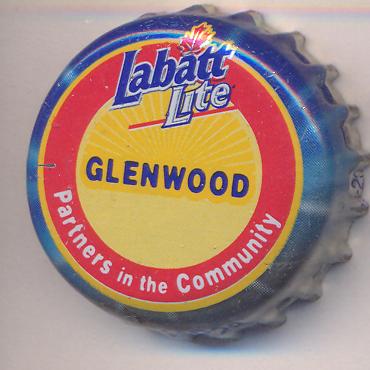 Labatt
Lite
GLENWOOD
Partners in the Community